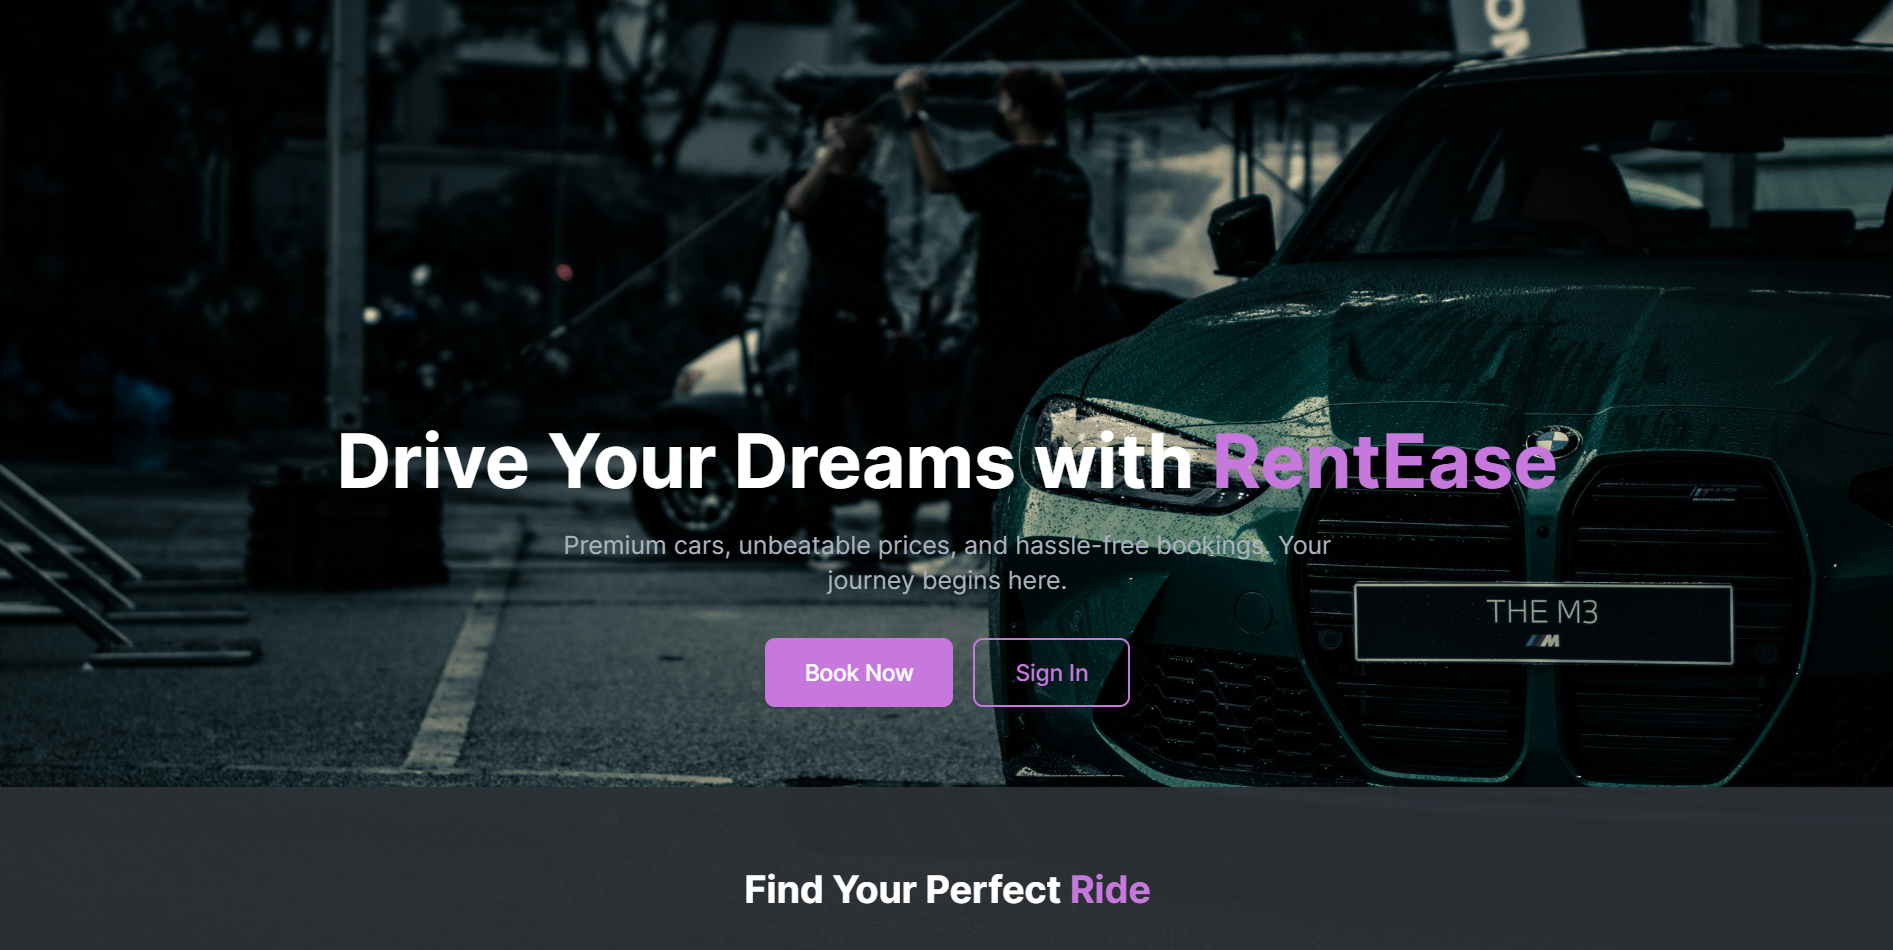 Drive Your Dreams with RentEase
Premium cars, unbeatable prices, and hassle-free bookings. Your
journey begins here.
THE M3
M
Book Now
Sign In
Find Your Perfect Ride